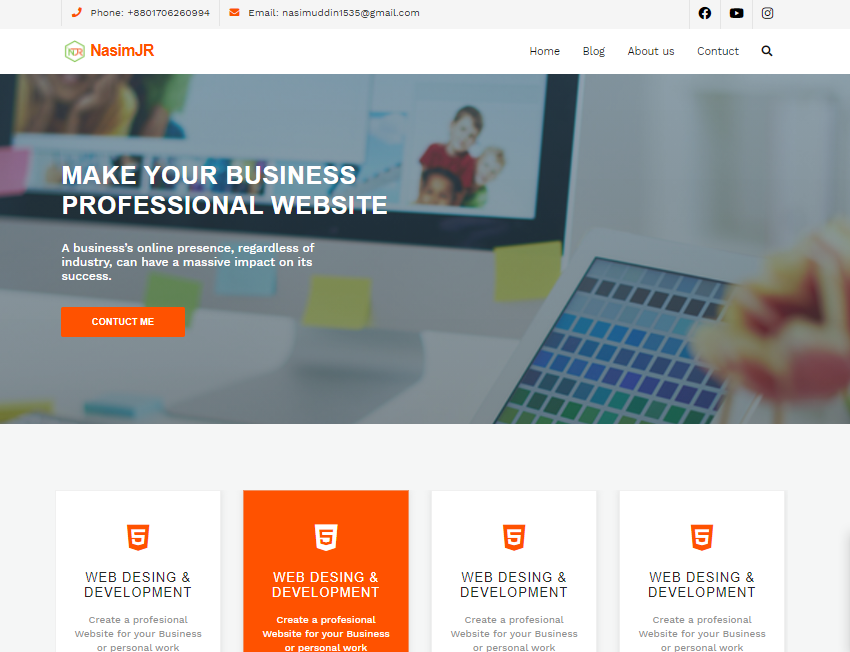 Phone: +8801706260994
Email: nasimuddin1535@gmail.com
NasimJR
Home
Blog
About us
Contuct
MAKE YOUR BUSINESS
PROFESSIONAL WEBSITE
A business's online presence, regardless of
industry, can have a massive impact on its
success.
CONTUCT ME
WEB DESING &
DEVELOPMENT
Create a profesional
Website for your Business
or personal work
WEB DESING &
DEVELOPMENT
Create a profesional
Website for your Business
or personal work
WEB DESING &
DEVELOPMENT
Create a profesional
Website for your Business
or personal work
WEB DESING &
DEVELOPMENT
Create a profesional
Website for your Business
or personal work